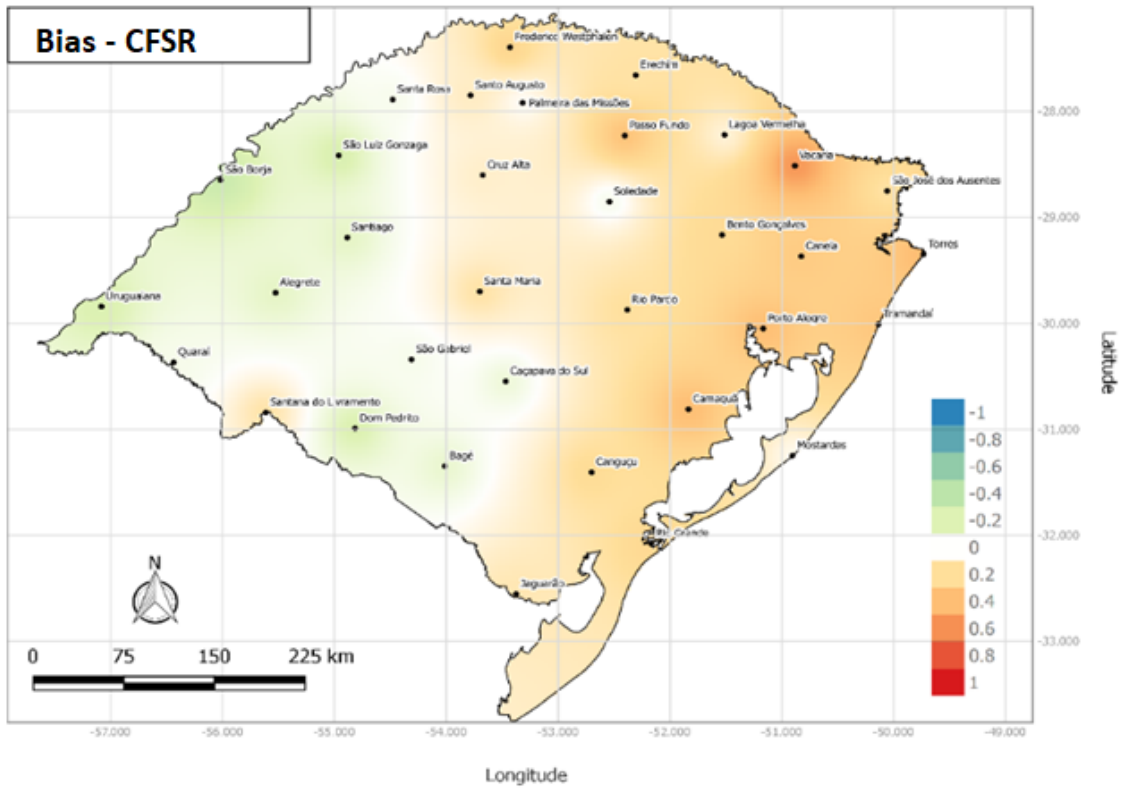 Bias - CFSR
Frederico Westphalen
Erechim
Santa Rosa
Santo Augusto
Palmeira das Missões
Passo Fundo
Lagoa Vermelha
São Luiz Gonzaga
Vacaria
Cruz Alta
São Borja
São José dos Ausentes
Soledade
Santiago
Bento Gonçalves
Canela
Torres
Alegrete
Santa Maria
Uruguaiana
Rio Pardo
Porto Alegre
Tramandaí
Quaraí
São Gabriel
Caçapava do Sul
Santana do Livramento
Camaquã
Dom Pedrito
Mostardas
Bagé
Canguçu
Rio Grande
Jaguarão
-28.000
-29.000
-30.000
-31.000
-32.000
-33.000
Latitude
-1
-0.8
-0.6
-0.4
-0.2
0
0.2
0.4
0.6
0.8
1
N
0 75 150 225 km
-57.000 -56.000 -55.000 -54.000 -53.000 -52.000 -51.000 -50.000 -49.000
Longitude